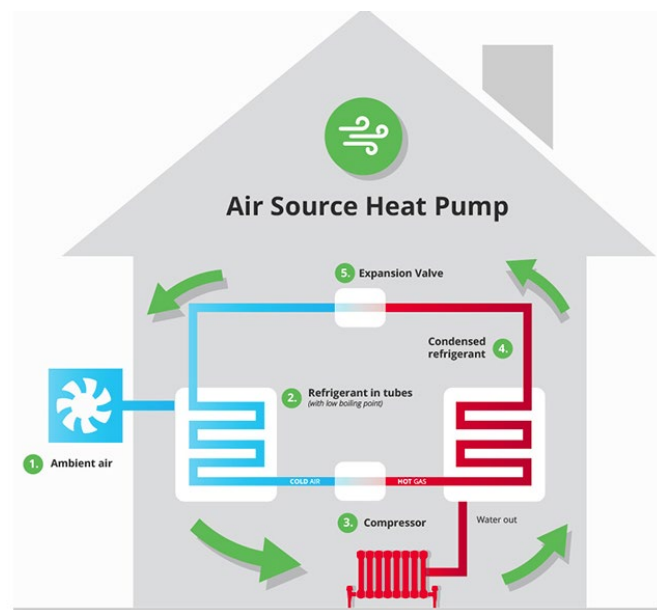 Air Source Heat Pump
5. Expansion Valve
Condensed
refrigerant 4.
2. Refrigerant in tubes
(with low boiling point)
1. Ambient air
COLD AIR
HOT GAS
3. Compressor
Water out